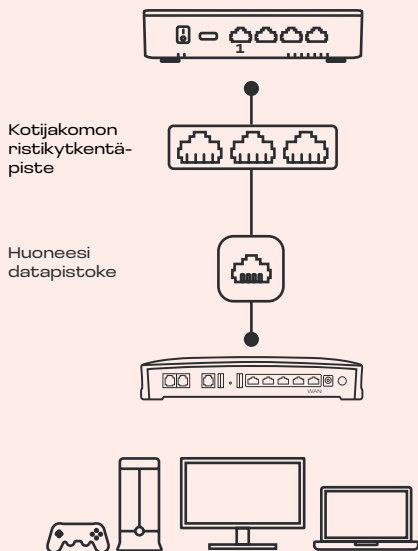 1
Kotijakomon
ristikytkentä-
piste
Huoneesi
datapistoke
WAN